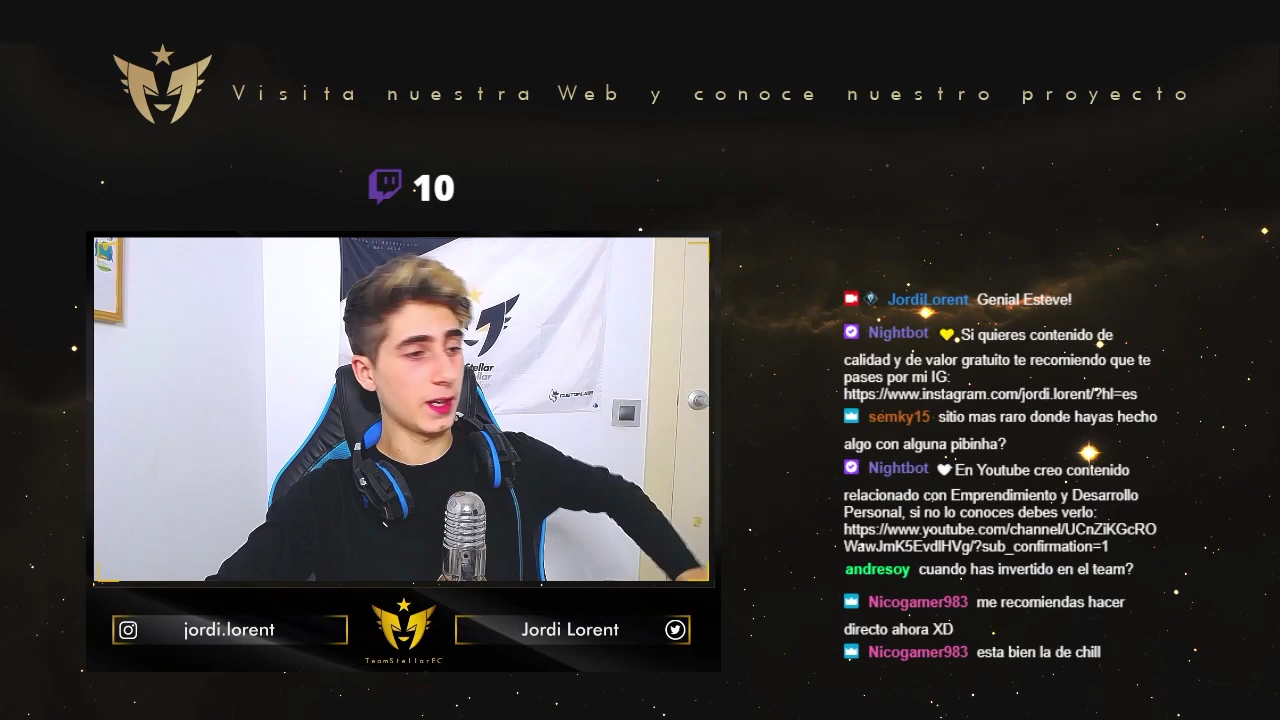 Visita nuestra Web y conoce nuestro proyecto
10
Stellar
CUSTOMLAND
jordi.lorent
Jordi Lorent
TeamStellarEC
JordiLorent Genial Esteve!
Nightbot Si quieres contenido de
calidad y de valor gratuito te recomiendo que te
pases por mi IG:
https://www.instagram.com/jordi.lorent/?hl=es
semky15 sitio mas raro donde hayas hecho
algo con alguna pibinha?
Nightbot En Youtube creo contenido
relacionado con Emprendimiento y Desarrollo
Personal, si no lo conoces debes verlo:
https://www.youtube.com/channel/UCnZiKGcRO
WawJmK5EvdlHVg/?sub_confirmation=1
andresoy cuando has invertido en el team?
Nicogamer983 me recomiendas hacer
directo ahora XD
Nicogamer983 esta bien la de chill